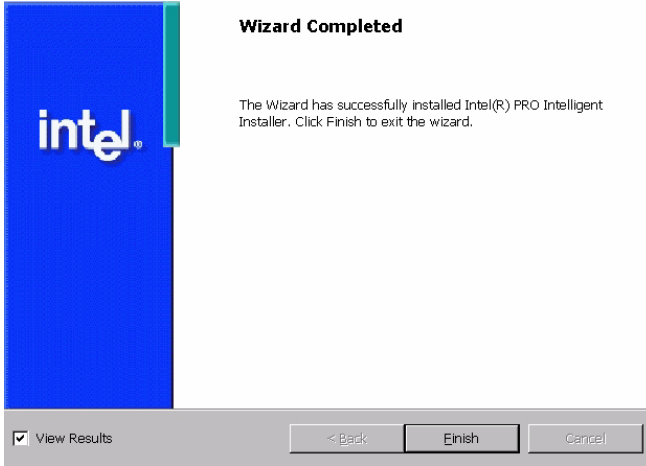 Wizard Completed
intel®
The Wizard has successfully installed Intel(R) PRO Intelligent
Installer. Click Finish to exit the wizard.
View Results
< Back
Finish
Cancel